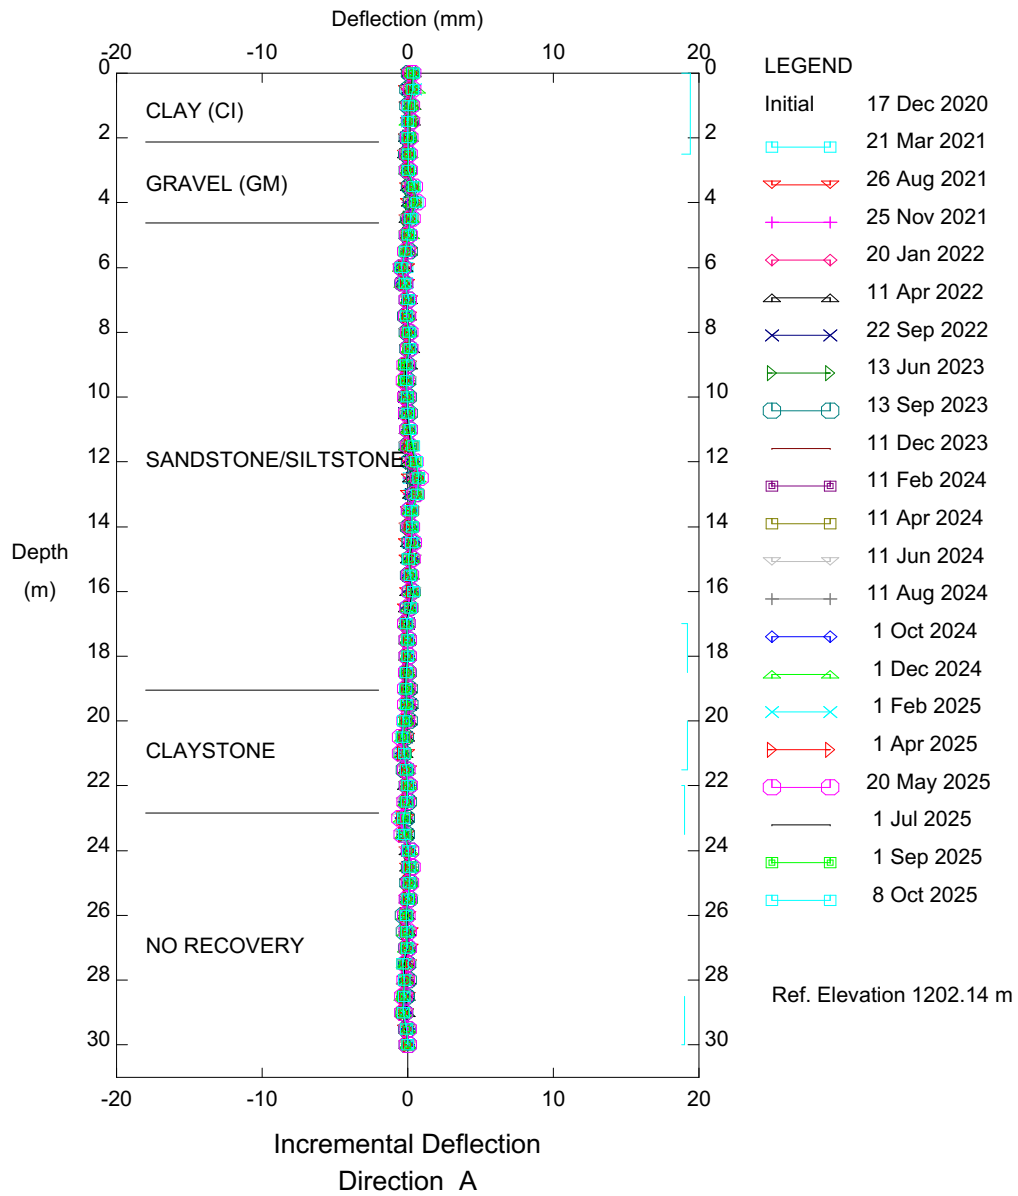 Deflection (mm)
-20 -10 0 10 20
0 0
LEGEND
CLAY (CI)
Initial 17 Dec 2020
2 2
21 Mar 2021
GRAVEL (GM)
26 Aug 2021
4 4
25 Nov 2021
20 Jan 2022
6 6
11 Apr 2022
22 Sep 2022
8 8
13 Jun 2023
10 10
13 Sep 2023
11 Dec 2023
SANDSTONE/SILTSTONE
12 12
11 Feb 2024
14 14
11 Apr 2024
Depth
(m)
11 Jun 2024
16 16
11 Aug 2024
1 Oct 2024
18 18
1 Dec 2024
20 20
1 Feb 2025
CLAYSTONE
1 Apr 2025
22 22
20 May 2025
1 Jul 2025
24 24
1 Sep 2025
8 Oct 2025
26 26
NO RECOVERY
28 28
Ref. Elevation 1202.14 m
30 30
-20 -10 0 10 20
Incremental Deflection
Direction A